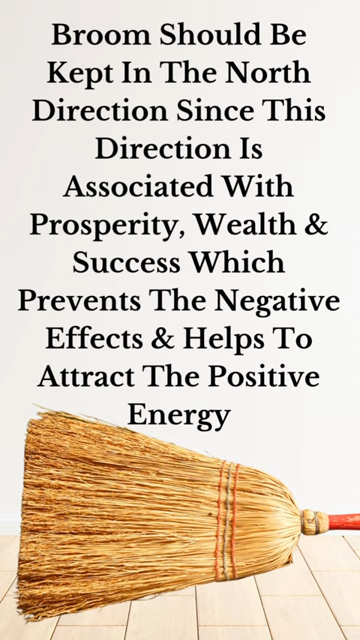 Broom Should Be
Kept In The North
Direction Since This
Direction Is
Associated With
Prosperity, Wealth &
Success Which
Prevents The Negative
Effects & Helps To
Attract The Positive
Energy